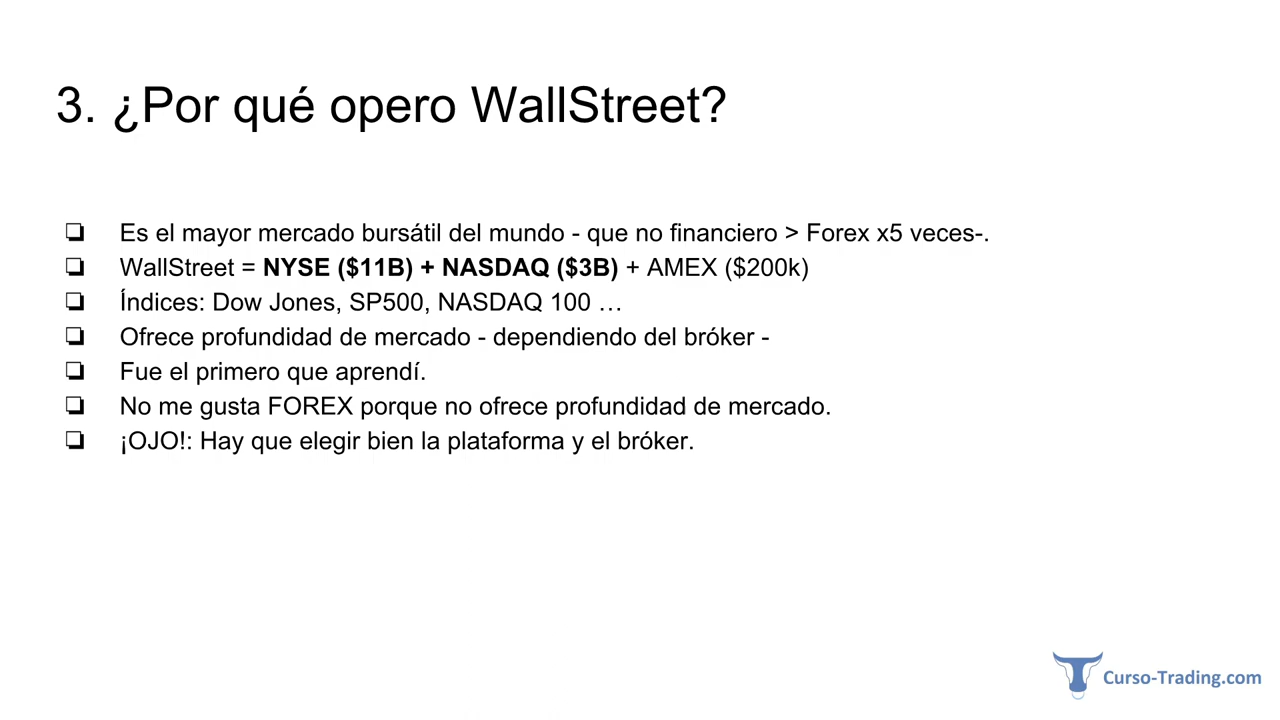 3. ¿Por qué opero WallStreet?
❏ Es el mayor mercado bursátil del mundo - que no financiero > Forex x5 veces-.
❏ WallStreet = NYSE ($11B) + NASDAQ ($3B) + AMEX ($200k)
❏ Índices: Dow Jones, SP500, NASDAQ 100 …
❏ Ofrece profundidad de mercado - dependiendo del bróker -
❏ Fue el primero que aprendí.
❏ No me gusta FOREX porque no ofrece profundidad de mercado.
❏ ¡OJO!: Hay que elegir bien la plataforma y el bróker.
Curso-Trading.com